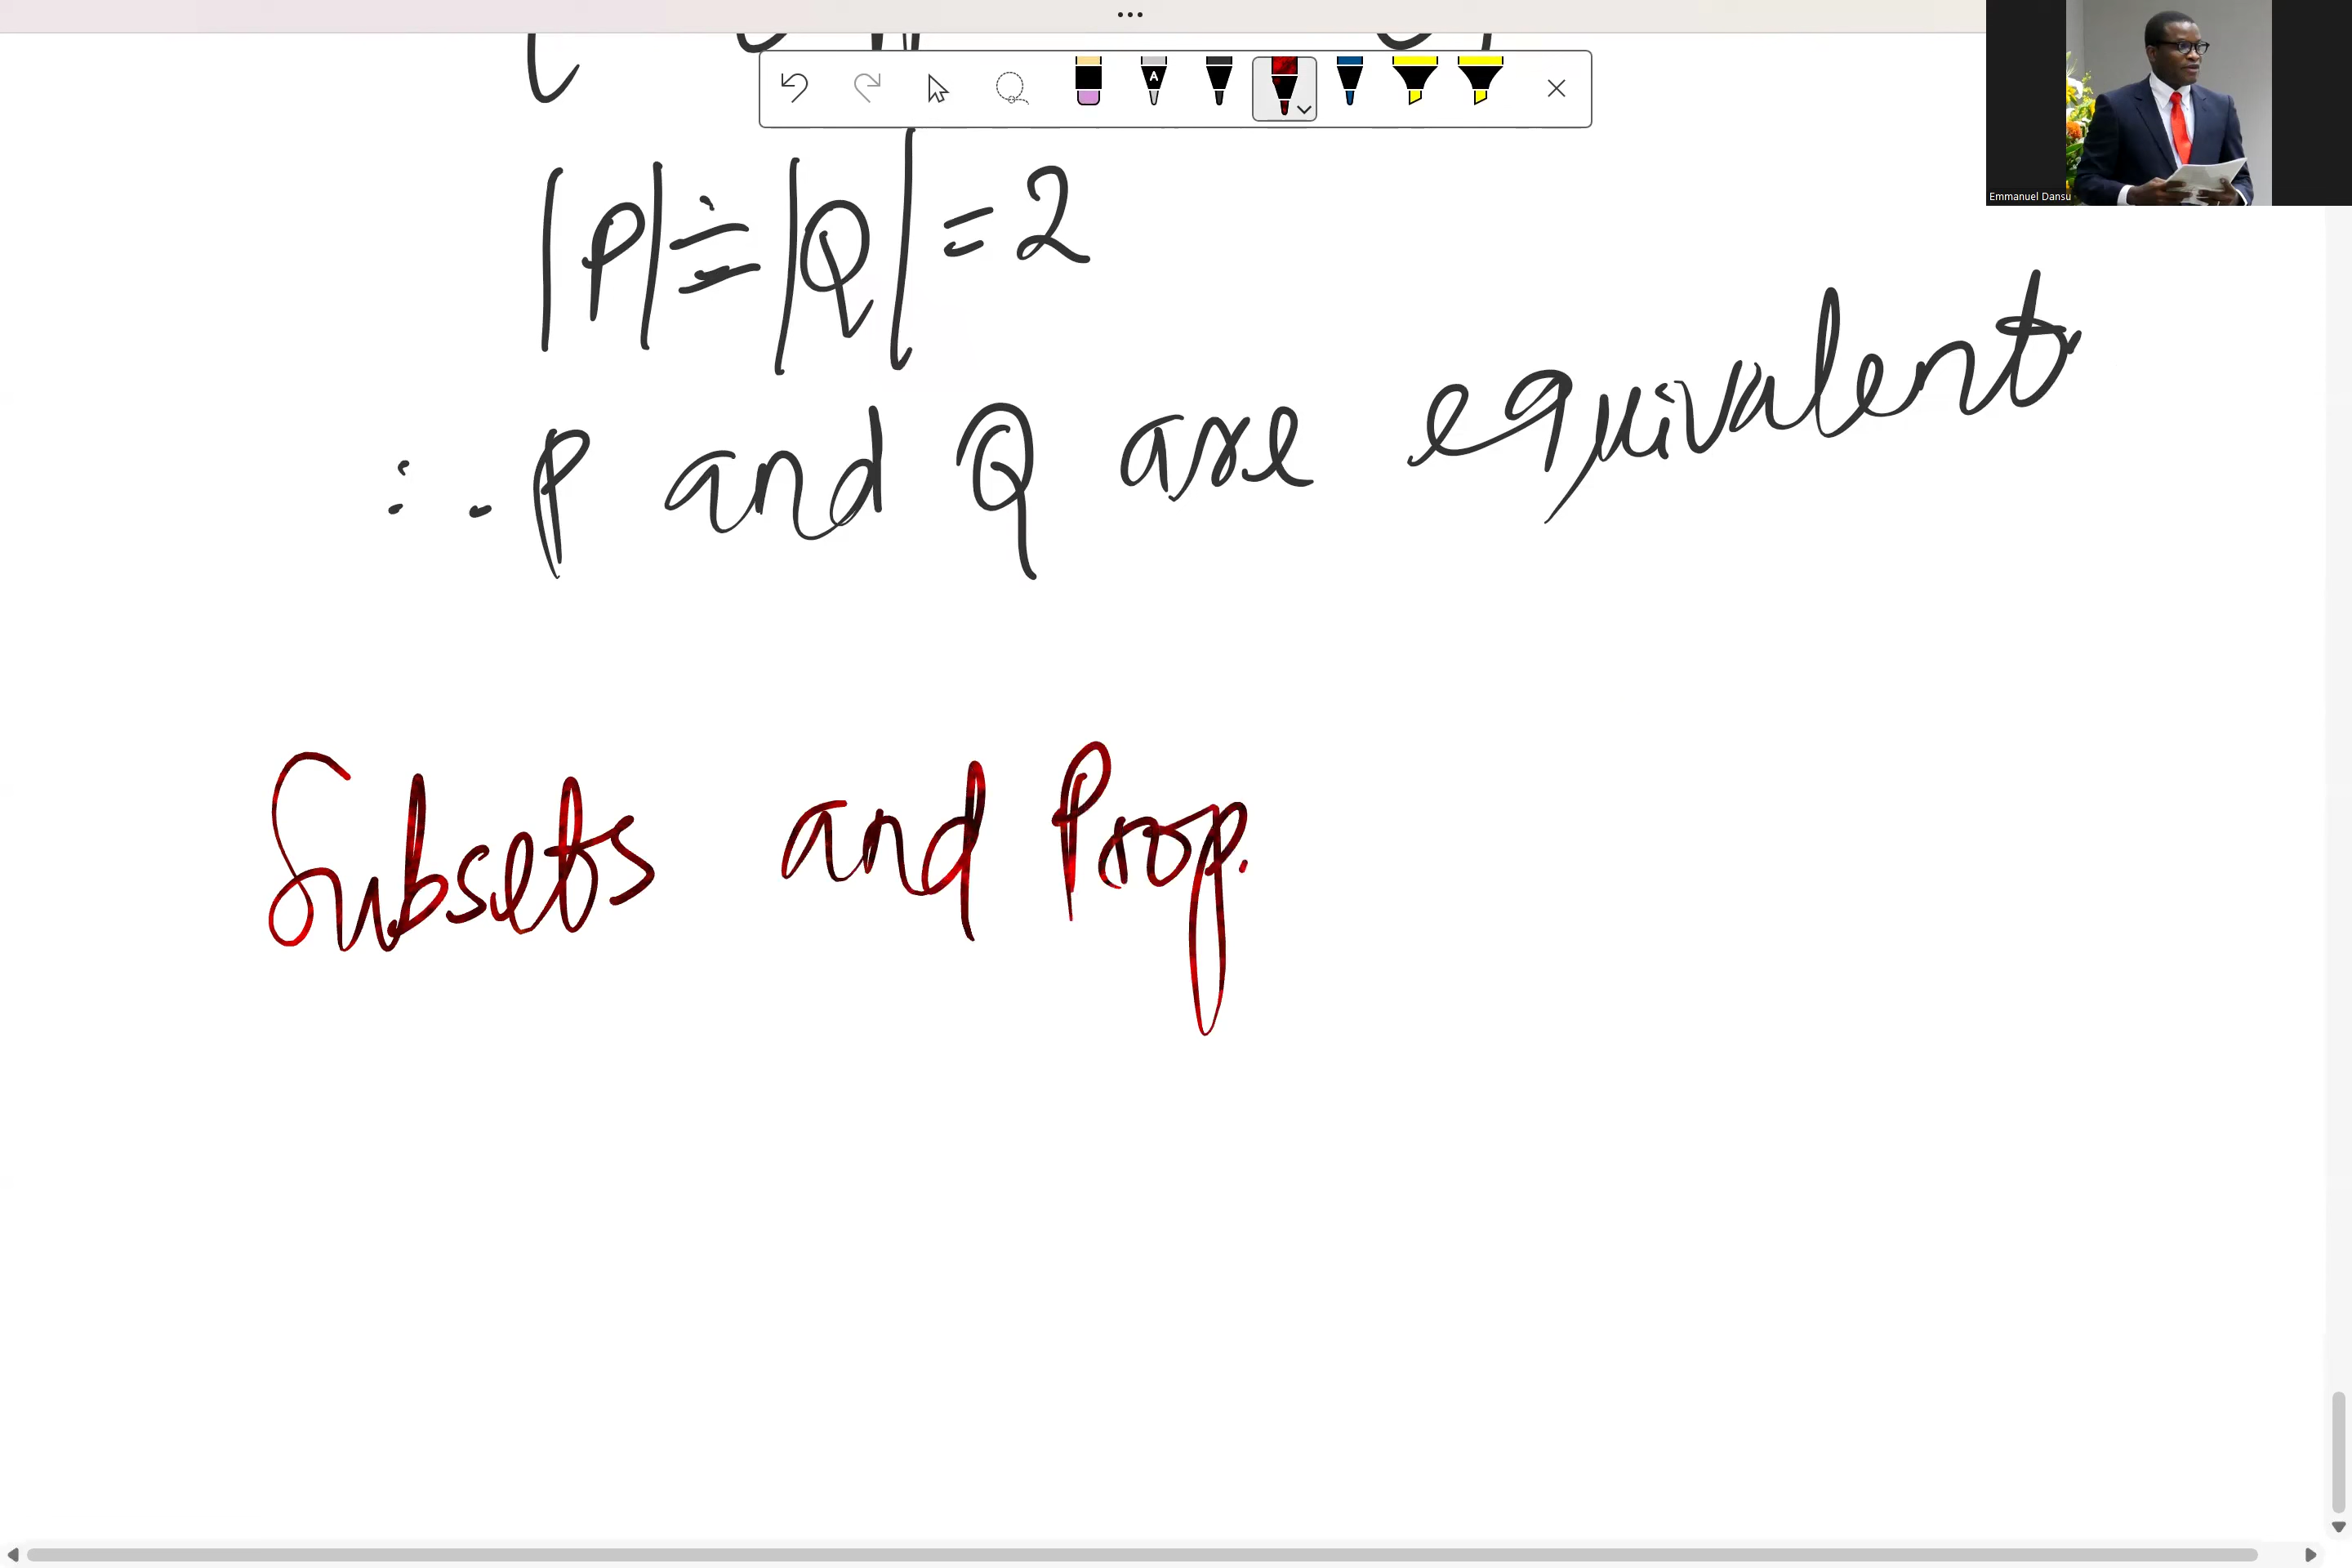 Emmanuel Dansu
|P| = |Q| = 2
∴ P and Q are equivalent
Subsets and Prop.